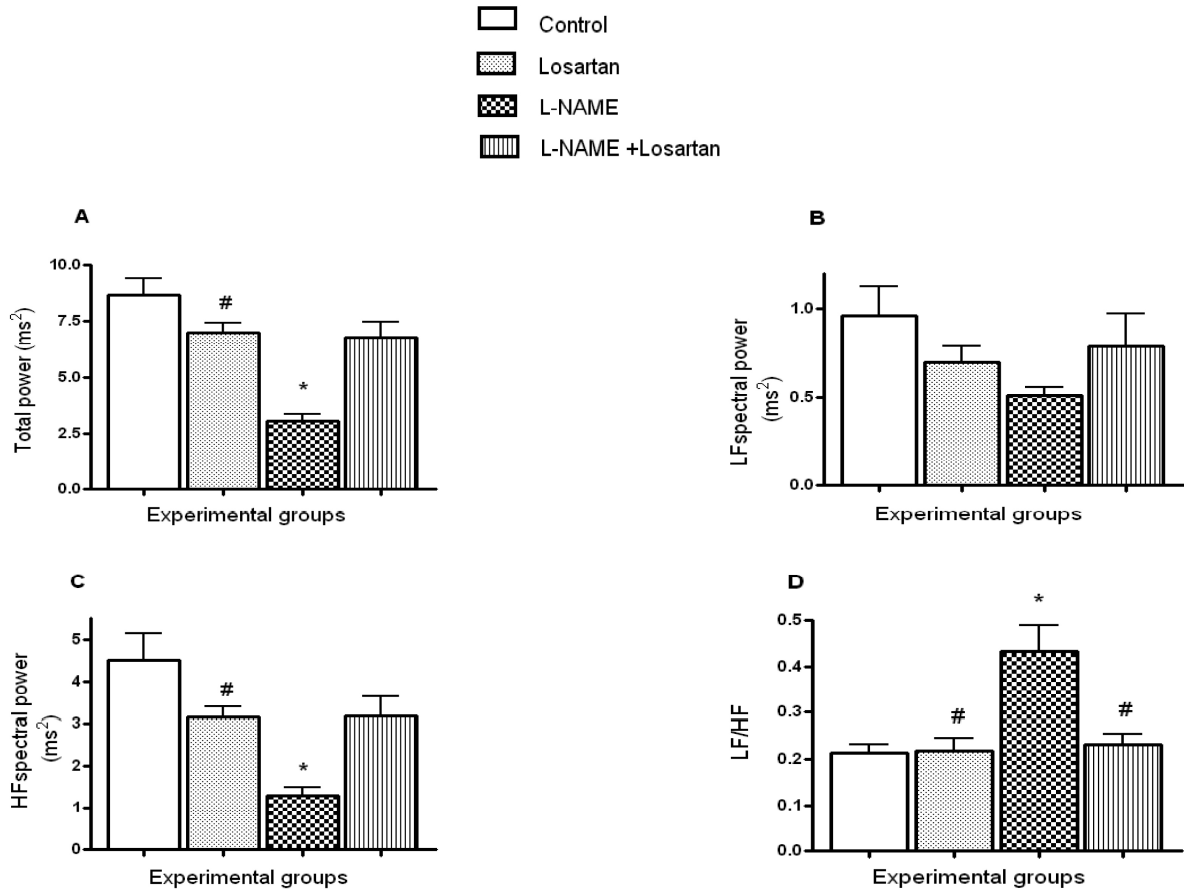 Control
Losartan
L-NAME
L-NAME +Losartan
A
Total power (ms²)
10.0
7.5
5.0
2.5
0.0
#
*
Experimental groups
B
LFspectral power
(ms²)
1.0
0.5
0.0
Experimental groups
C
HFspectral power
(ms²)
5
4
3
2
1
0
#
*
Experimental groups
D
LF/HF
0.5
0.4
0.3
0.2
0.1
0.0
#
*
#
Experimental groups